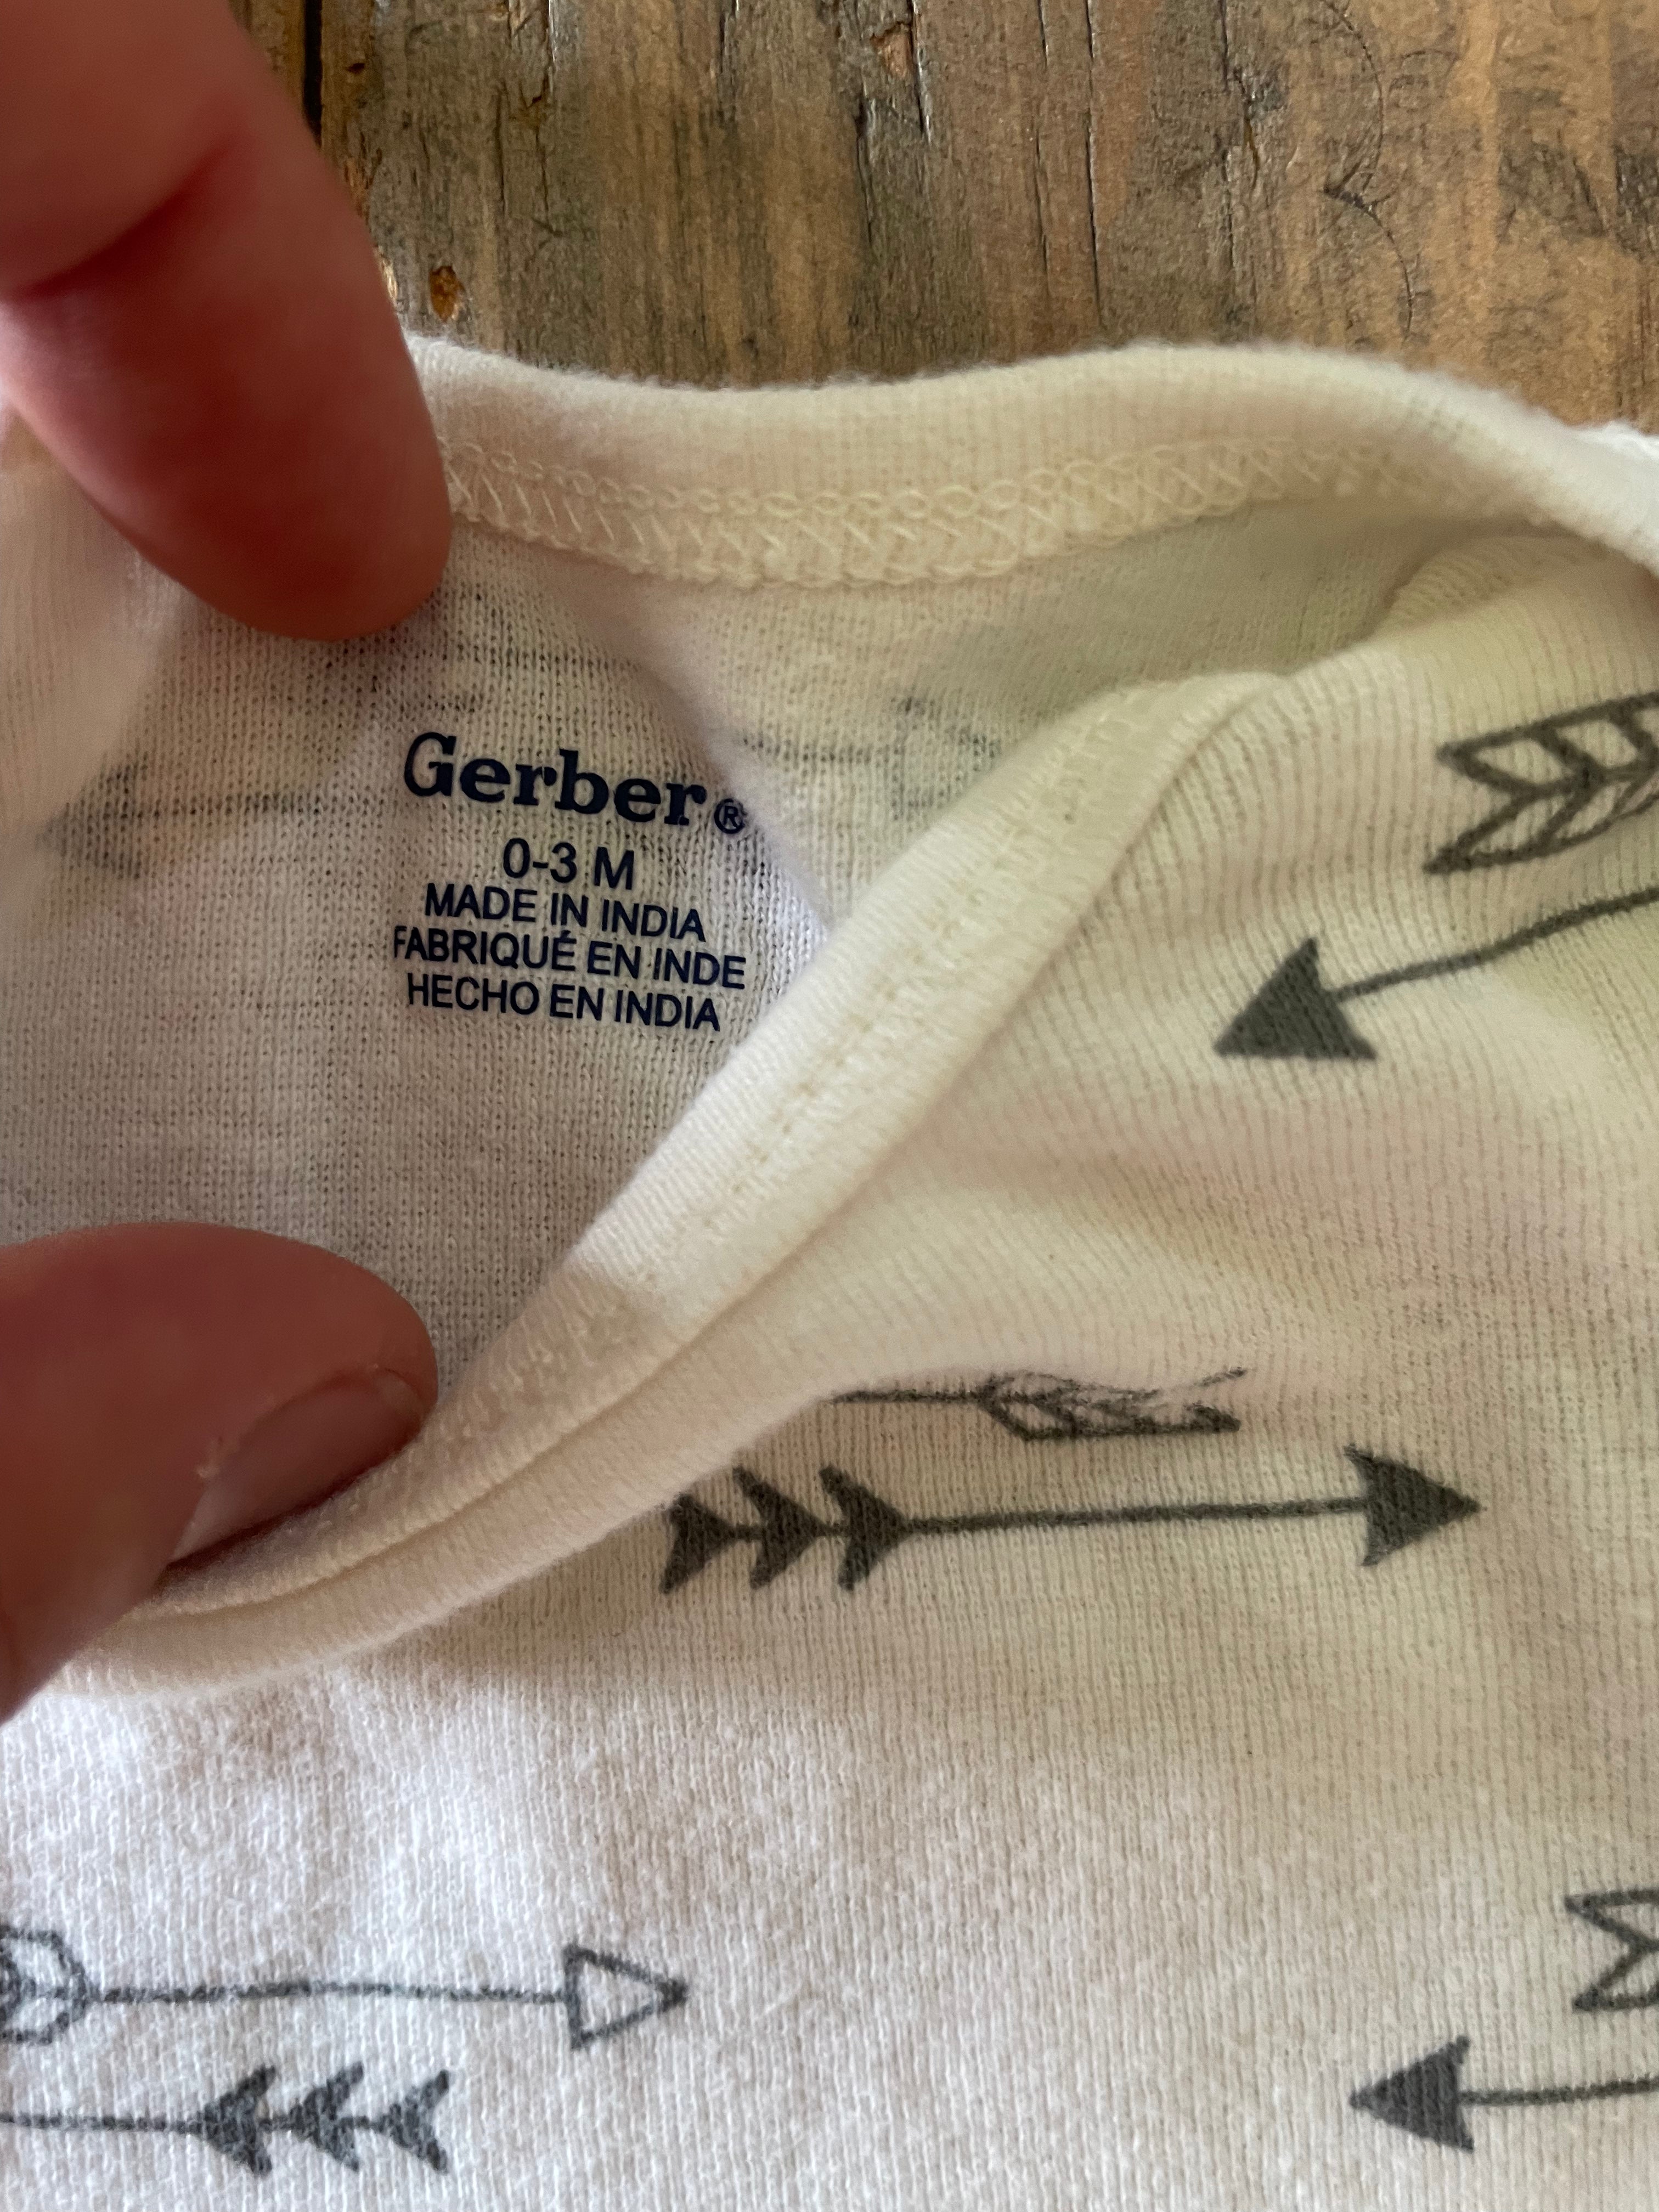 Gerber®
0-3 M
MADE IN INDIA
FABRIQUÉ EN INDE
HECHO EN INDIA